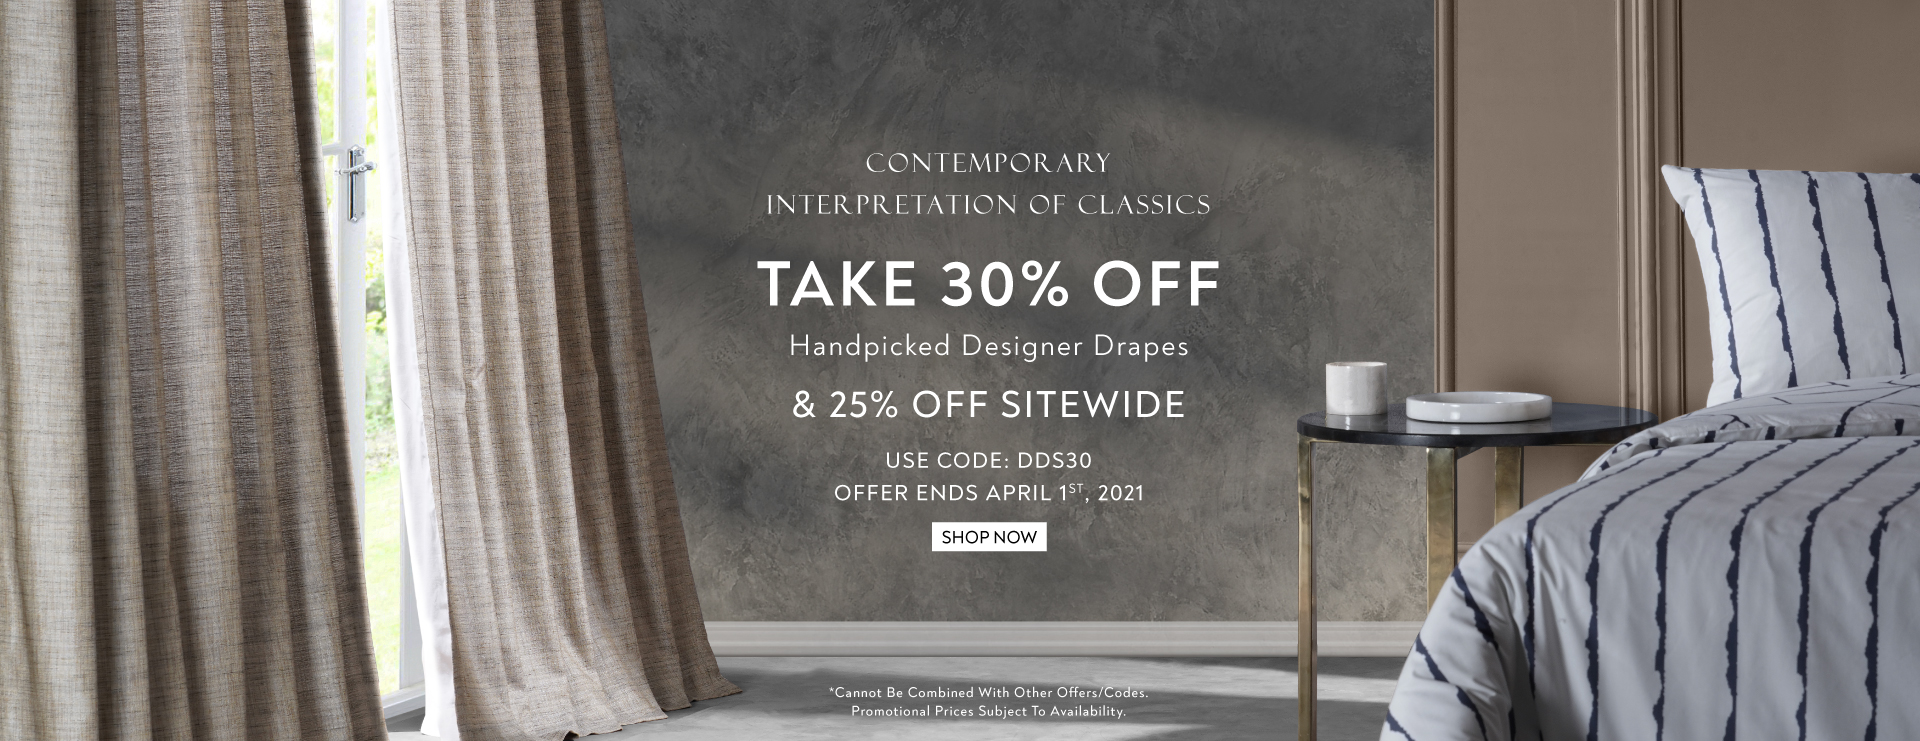 CONTEMPORARY
INTERPRETATION OF CLASSICS
TAKE 30% OFF
Handpicked Designer Drapes
& 25% OFF SITEWIDE
USE CODE: DDS30
OFFER ENDS APRIL 1ST, 2021
SHOP NOW
*Cannot Be Combined With Other Offers/Codes.
Promotional Prices Subject To Availability.